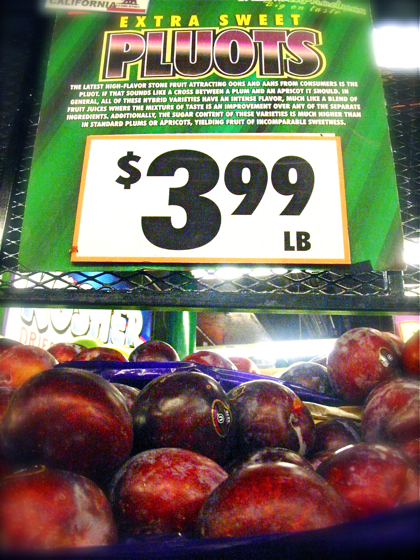 CALIFORNIA
EXTRA SWEET
PLUOTS
THE LATEST HIGH-FLAVOR STONE FRUIT ATTRACTING OOHS AND AAHS FROM CONSUMERS IS THE
PLUOT. IF THAT SOUNDS LIKE A CROSS BETWEEN A PLUM AND AN APRICOT IT SHOULD. IN
GENERAL, ALL OF THESE HYBRID VARIETIES HAVE AN INTENSE FLAVOR, MUCH LIKE A BLEND OF
FRUIT JUICES WHERE THE MIXTURE OF TASTE IS AN IMPROVEMENT OVER ANY OF THE SEPARATE
INGREDIENTS. ADDITIONALLY, THE SUGAR CONTENT OF THESE VARIETIES IS MUCH HIGHER THAN
IN STANDARD PLUMS OR APRICOTS, YIELDING FRUIT OF INCOMPARABLE SWEETNESS.
$3.99
LB
KOSHER
DRIED